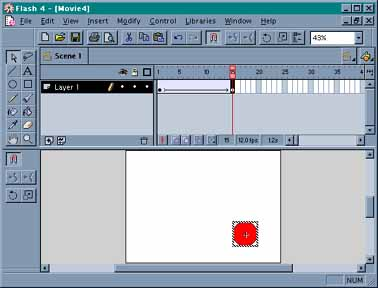 Flash 4 - [Movie4]
File Edit View Insert Modify Control Libraries Window Help
43%
Scene 1
1 5 10 15 20 25 30 35 4
Layer 1
15 12.0 fps 1.2s
NUM